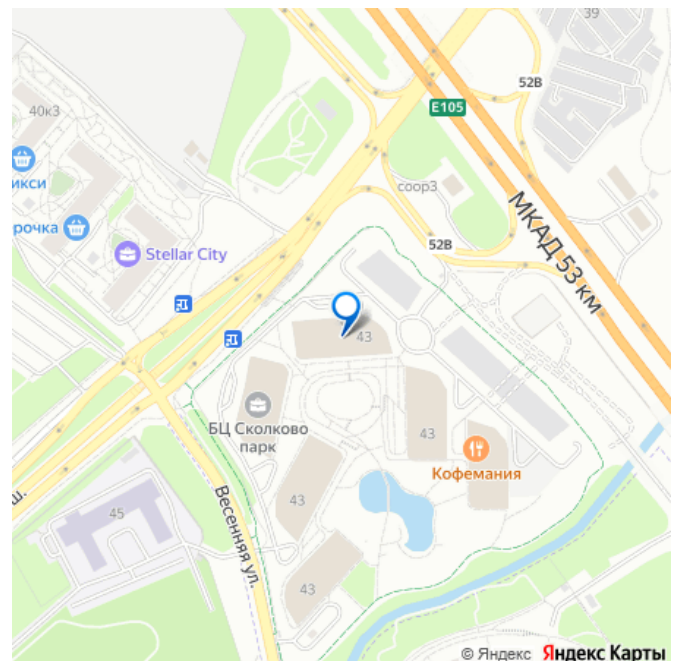 39
40к3
52В
E105
икси
соор3
рочка
Stellar City
52В
МКАД 53 км
43
БЦ Сколково
парк
43
Кофемания
ш.
45
43
Весенняя ул.
43
© Яндекс Яндекс Карты